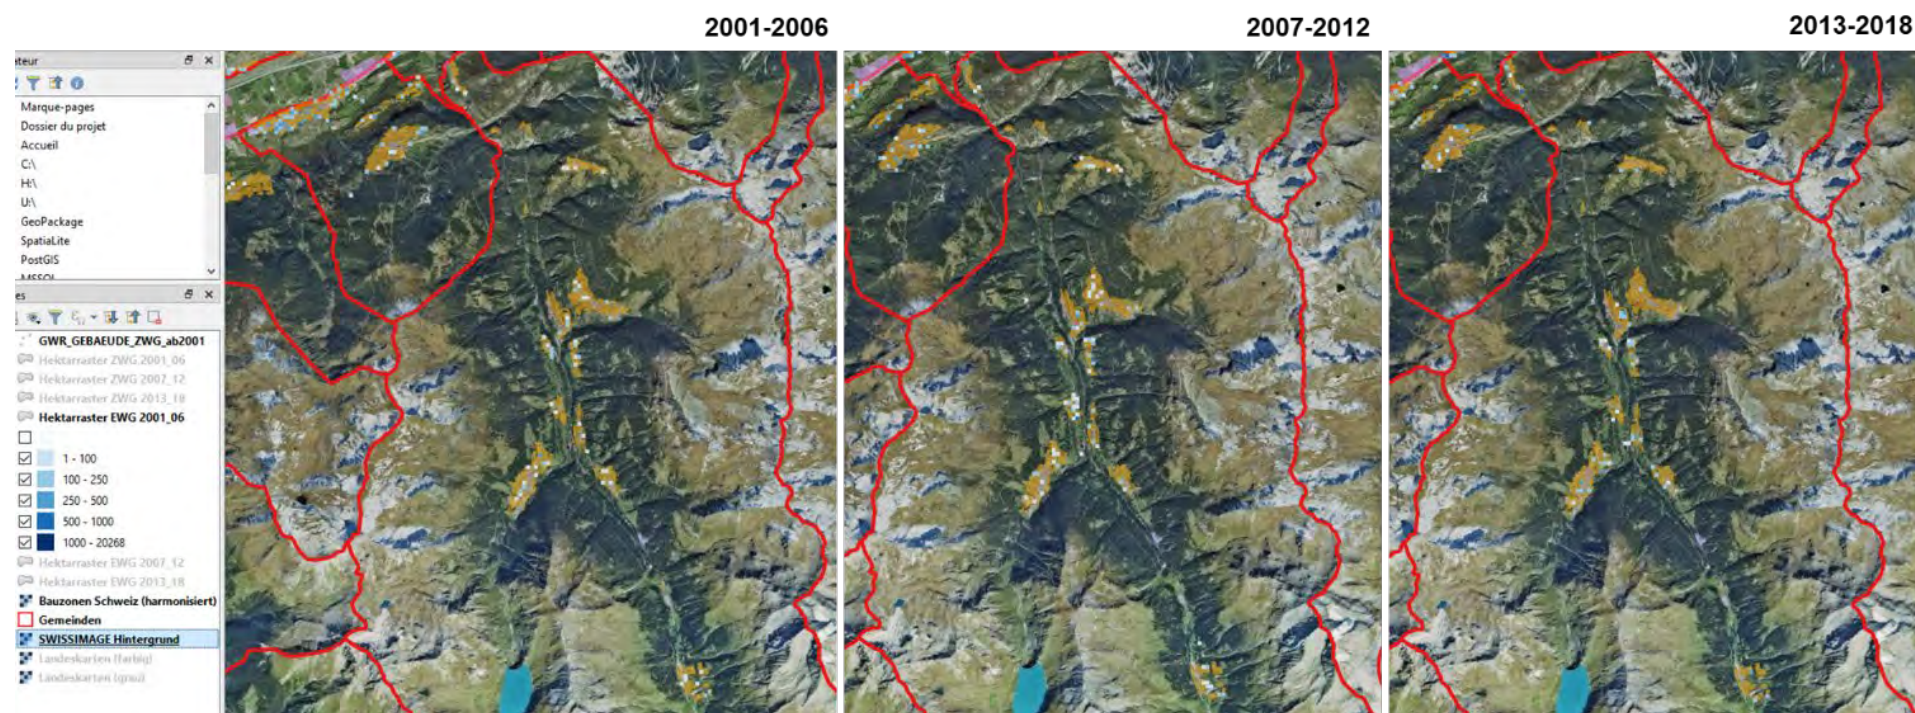 2001-2006
2007-2012
2013-2018
ateur
Marque-pages
Dossier du projet
Accueil
C:\
H:\
U:\
GeoPackage
SpatiaLite
PostGIS
MSSQL
es
GWR_GEBAEUDE_ZWG_ab2001
Hektarraster ZWG 2001_06
Hektarraster ZWG 2007_12
Hektarraster ZWG 2013_18
Hektarraster EWG 2001_06
1 - 100
100 - 250
250 - 500
500 - 1000
1000 - 20268
Hektarraster EWG 2007_12
Hektarraster EWG 2013_18
Bauzonen Schweiz (harmonisiert)
Gemeinden
SWISSIMAGE Hintergrund
Landeskarten (farbig)
Landeskarten (grau)